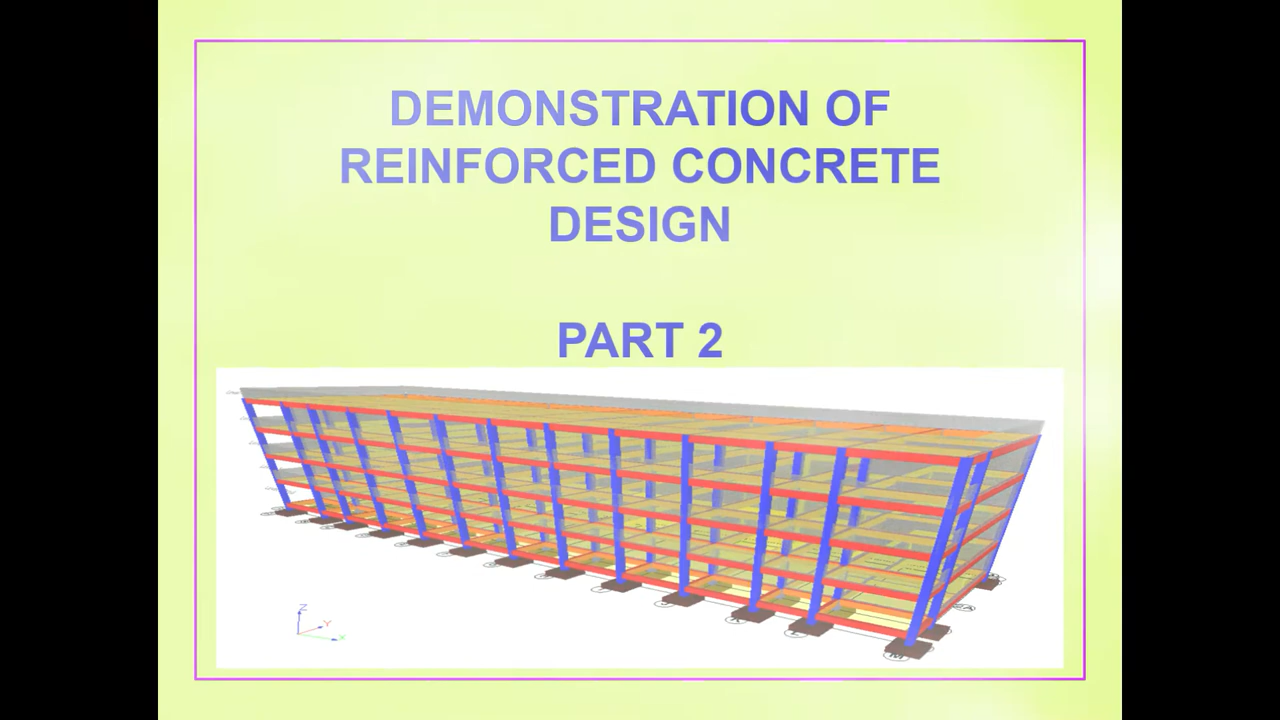 DEMONSTRATION OF
REINFORCED CONCRETE
DESIGN
PART 2
Z
Y
X
M